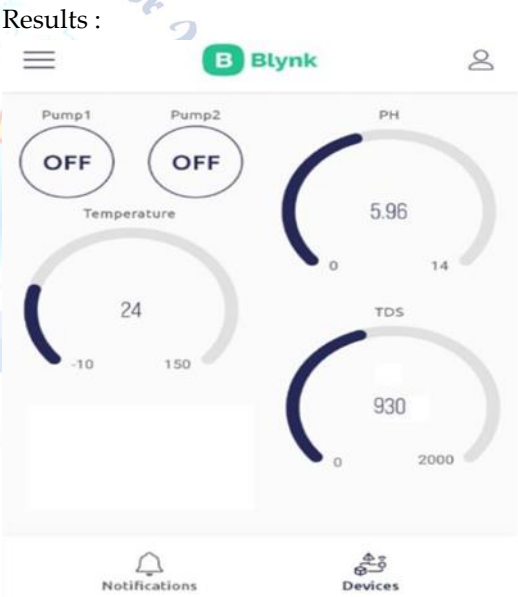 Results :
B Blynk
Pump1 Pump2 PH
OFF OFF
5.96
0 14
Temperature
24
-10 150
TDS
930
0 2000
Notifications Devices